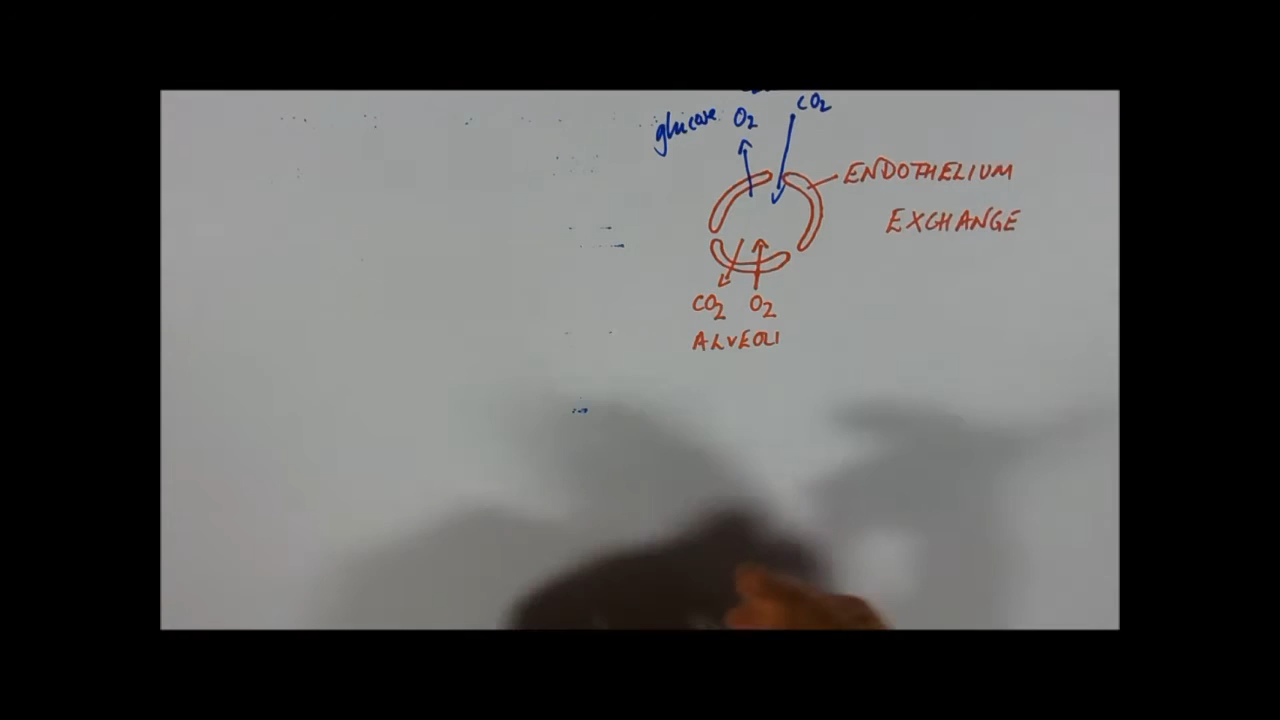 glucose O2 CO2
ENDOTHELIUM
EXCHANGE
CO2 O2
ALVEOLI